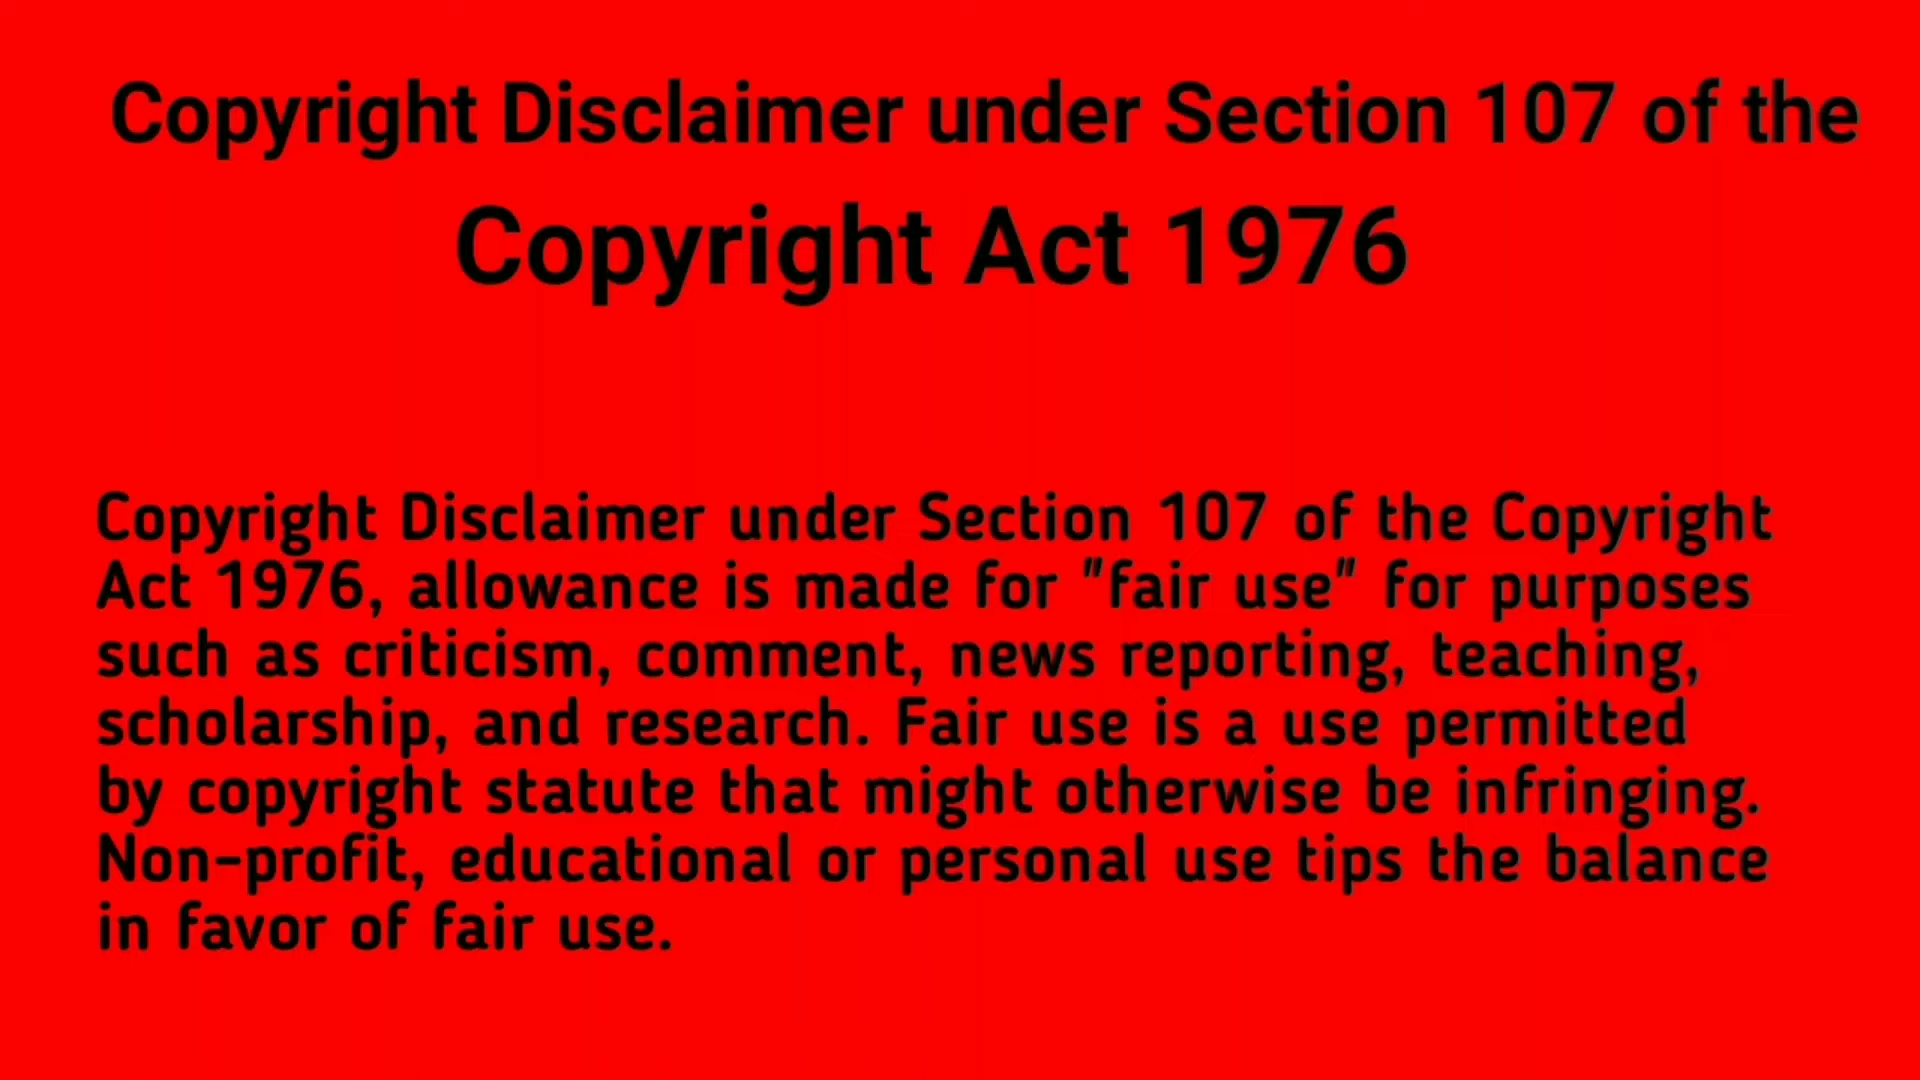 Copyright Disclaimer under Section 107 of the
Copyright Act 1976
Copyright Disclaimer under Section 107 of the Copyright
Act 1976, allowance is made for "fair use" for purposes
such as criticism, comment, news reporting, teaching,
scholarship, and research. Fair use is a use permitted
by copyright statute that might otherwise be infringing.
Non-profit, educational or personal use tips the balance
in favor of fair use.